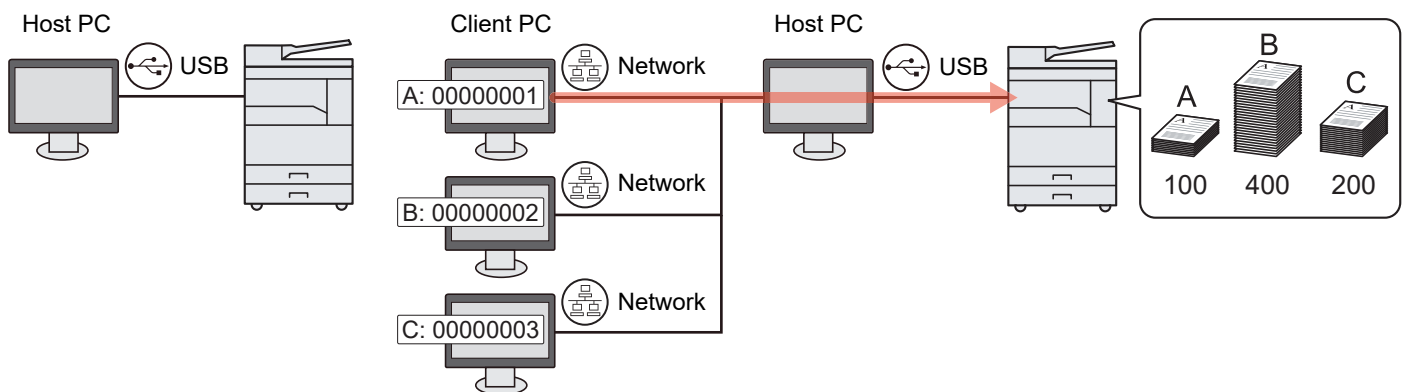 Host PC
USB
Client PC
Network
A: 00000001
Network
B: 00000002
Network
C: 00000003
Host PC
USB
A
B
C
100
400
200